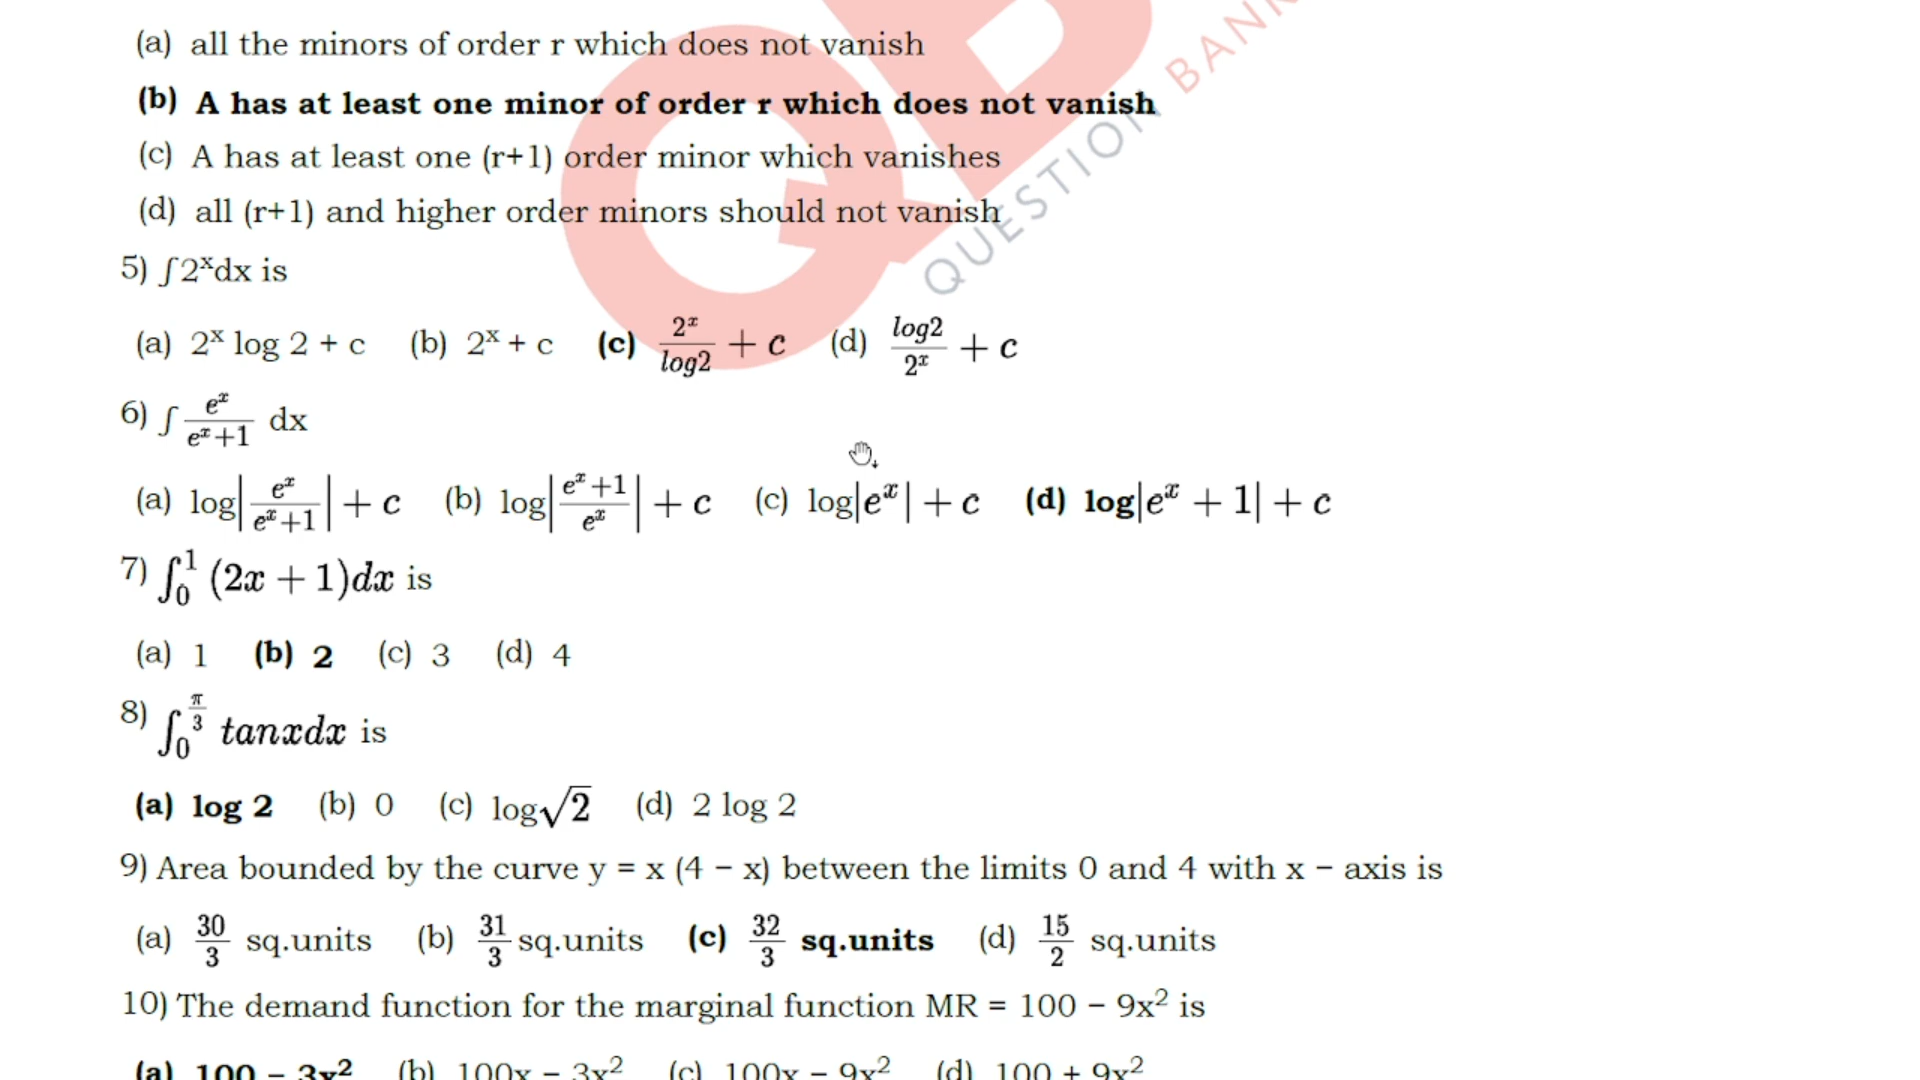 (a) all the minors of order r which does not vanish
(b) A has at least one minor of order r which does not vanish
(c) A has at least one (r+1) order minor which vanishes
(d) all (r+1) and higher order minors should not vanish
5) ∫2ˣdx is
(a) 2ˣ log 2 + c (b) 2ˣ + c (c) 2ˣ/log2 + c (d) log2/2ˣ + c
6) ∫ eˣ/(eˣ+1) dx
(a) log|eˣ/(eˣ+1)| + c (b) log|(eˣ+1)/eˣ| + c (c) log|eˣ| + c (d) log|eˣ + 1| + c
7) ∫₀¹ (2x + 1)dx is
(a) 1 (b) 2 (c) 3 (d) 4
8) ∫₀^(π/3) tanxdx is
(a) log 2 (b) 0 (c) log√2 (d) 2 log 2
9) Area bounded by the curve y = x (4 − x) between the limits 0 and 4 with x − axis is
(a) 30/3 sq.units (b) 31/3 sq.units (c) 32/3 sq.units (d) 15/2 sq.units
10) The demand function for the marginal function MR = 100 − 9x² is
(a) 100 − 3x² (b) 100x − 3x² (c) 100x − 9x² (d) 100 + 9x²
QUESTION BANK